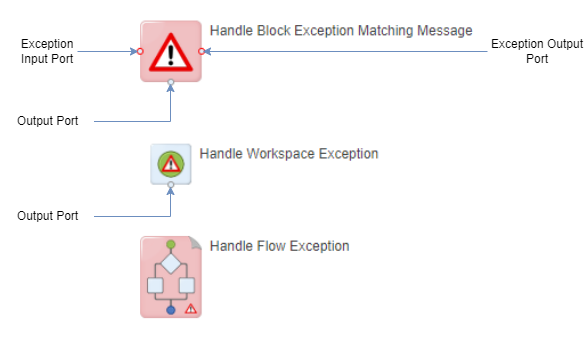 Handle Block Exception Matching Message
Exception
Input Port
Exception Output
Port
Output Port
Handle Workspace Exception
Output Port
Handle Flow Exception